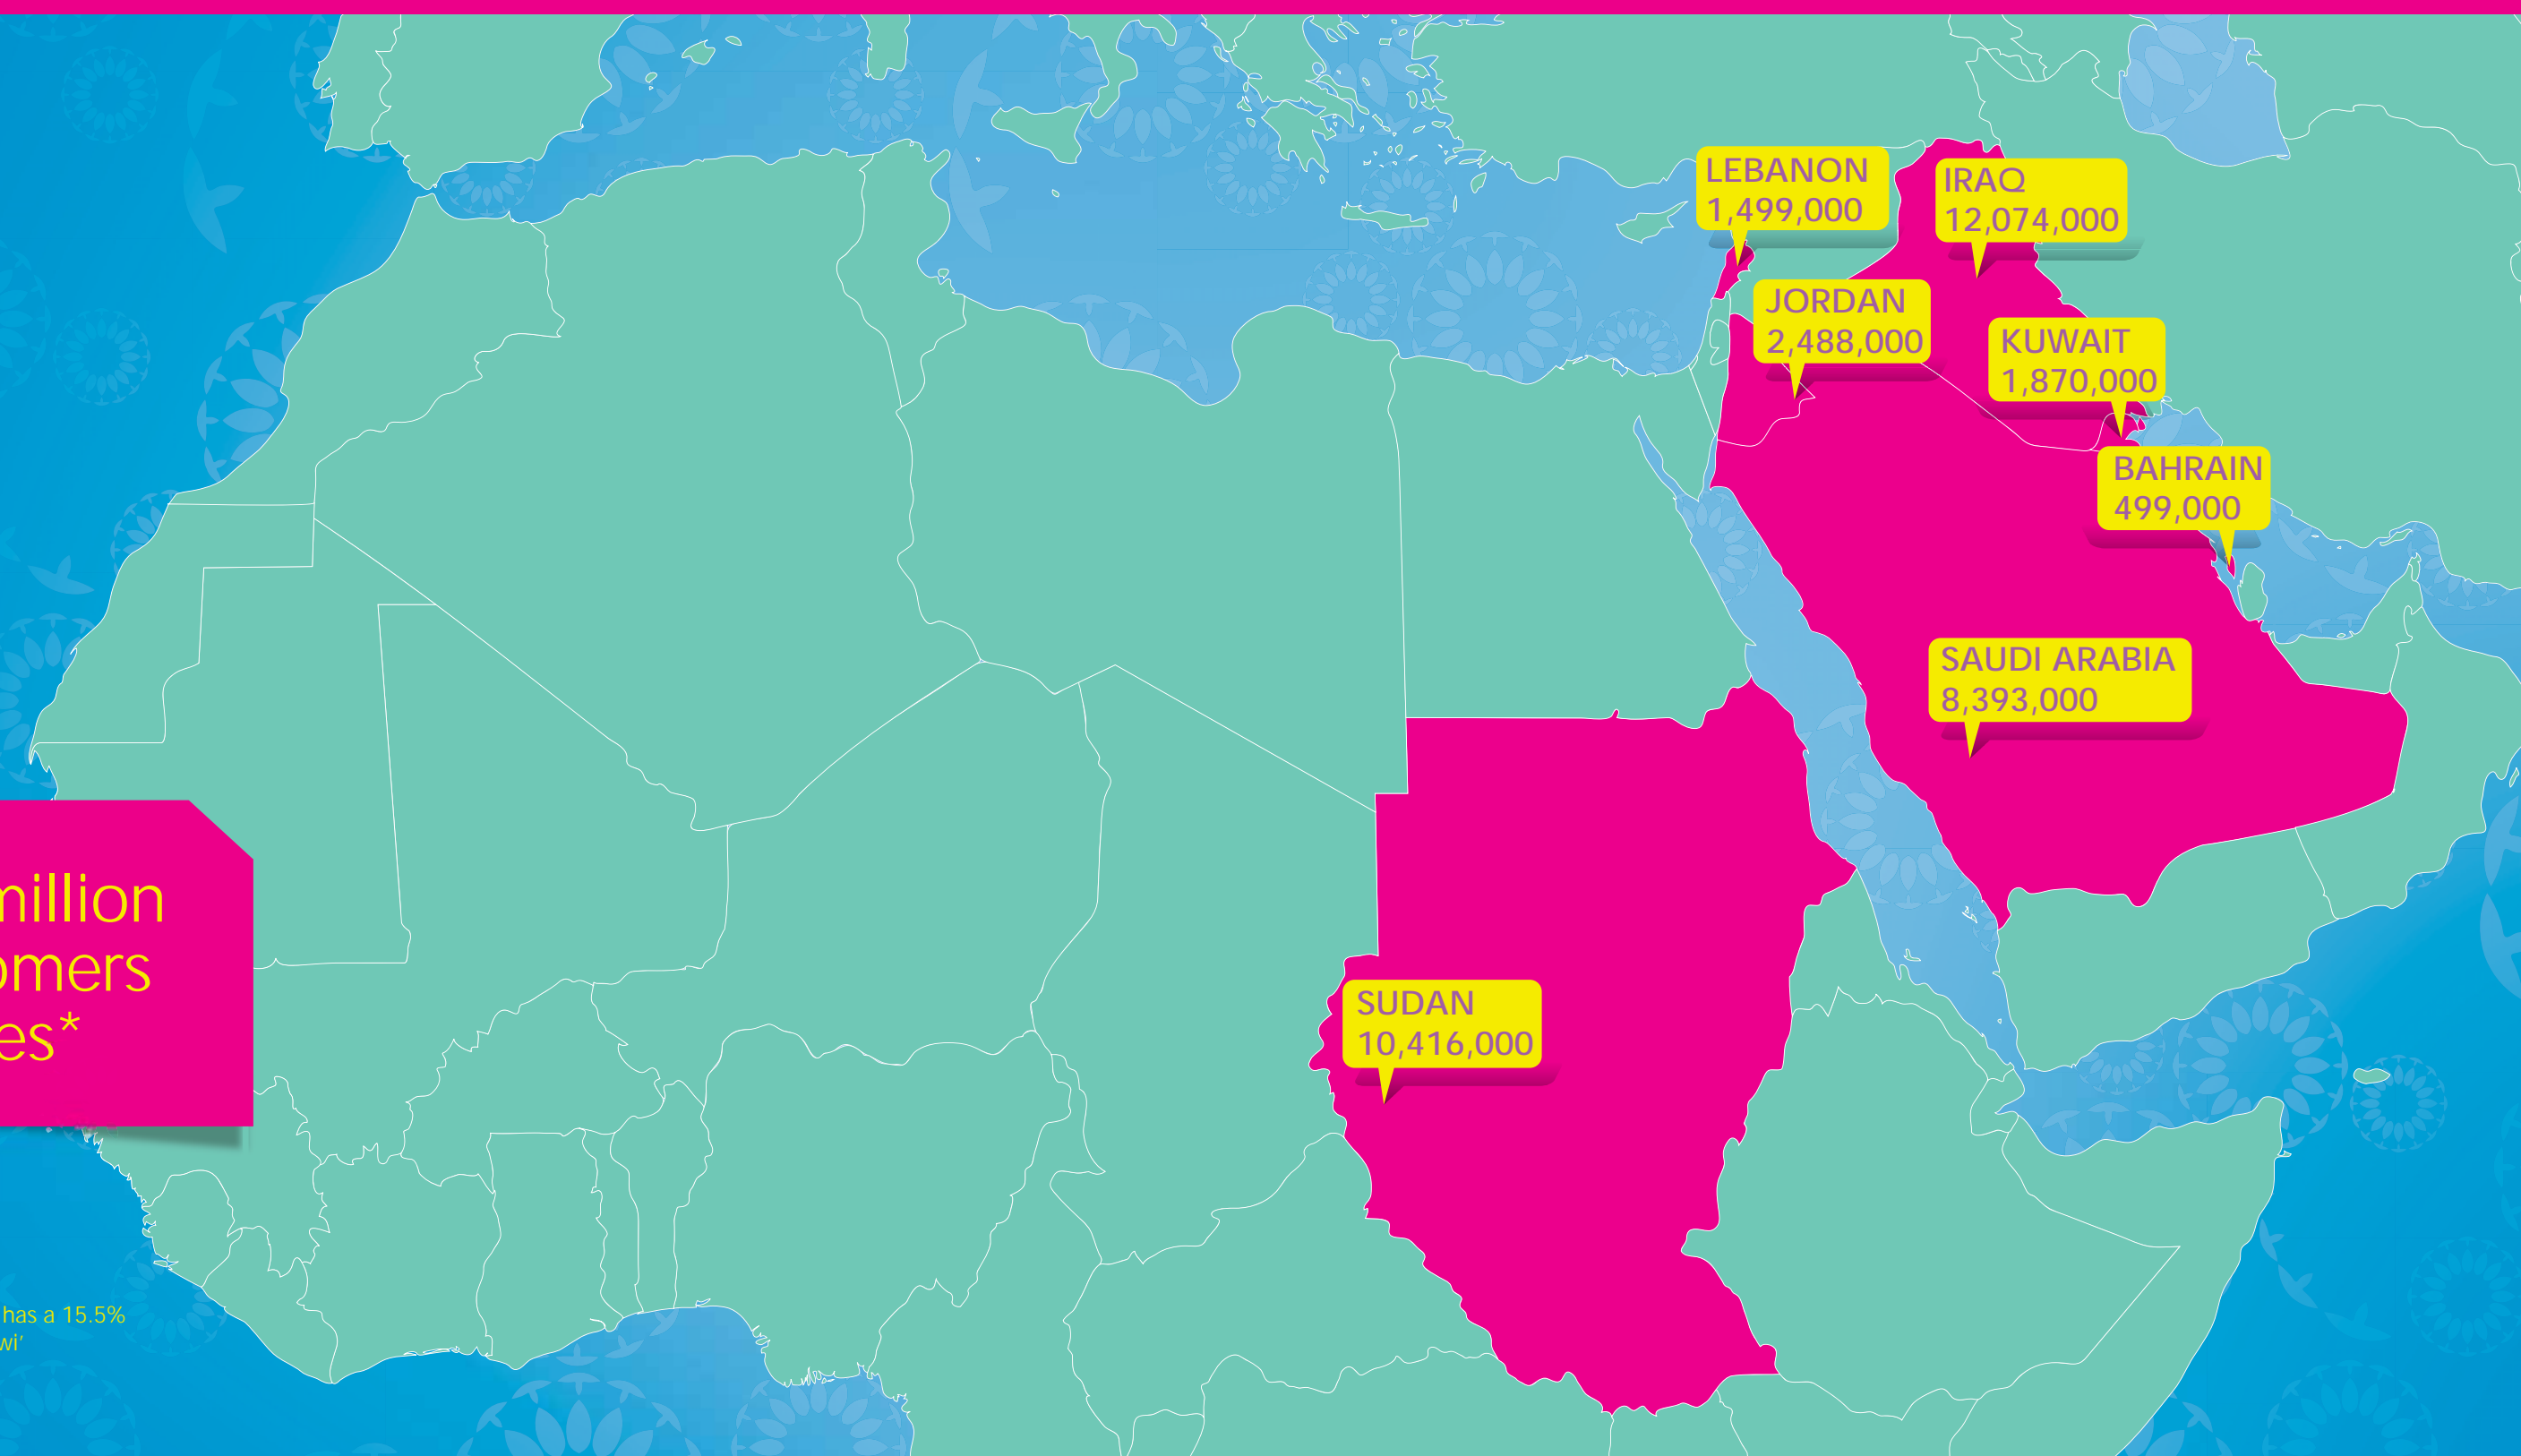 LEBANON
1,499,000
IRAQ
12,074,000
JORDAN
2,488,000
KUWAIT
1,870,000
BAHRAIN
499,000
SAUDI ARABIA
8,393,000
SUDAN
10,416,000
million
omers
es*
has a 15.5%
wi’